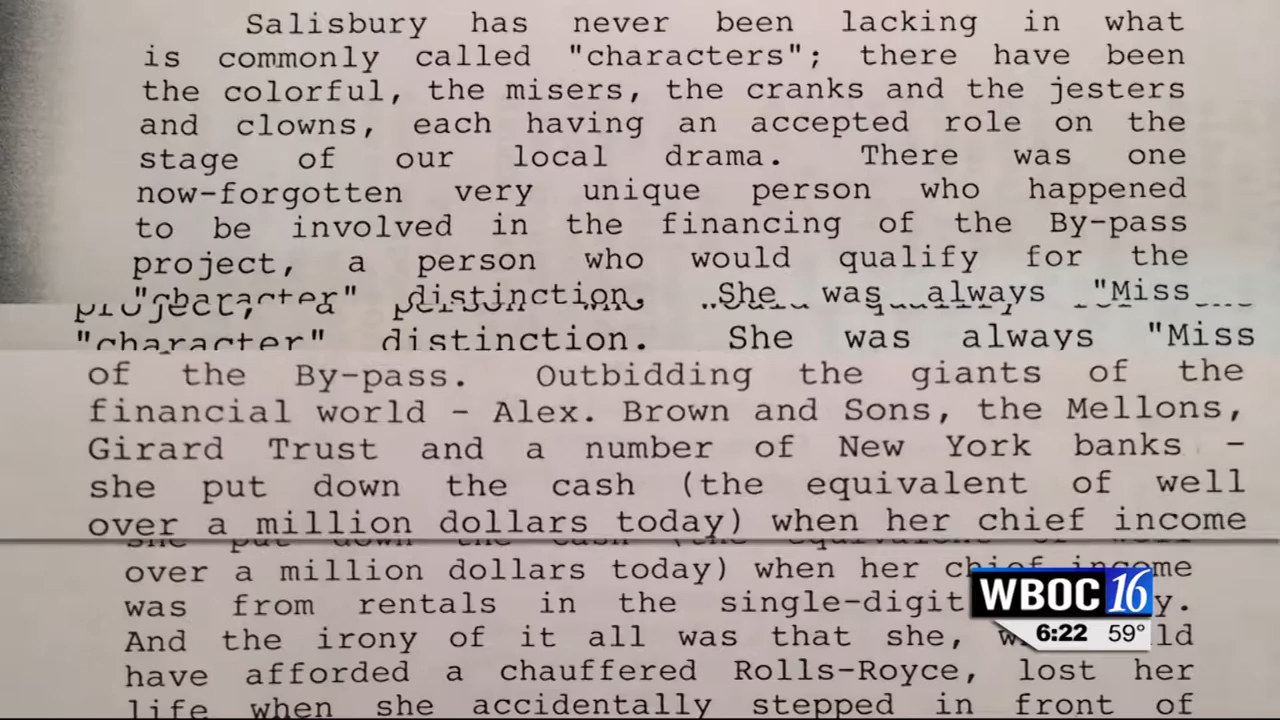 Salisbury has never been lacking in what
is commonly called "characters"; there have been
the colorful, the misers, the cranks and the jesters
and clowns, each having an accepted role on the
stage of our local drama. There was one
now-forgotten very unique person who happened
to be involved in the financing of the By-pass
project, a person who would qualify for the
"character" distinction. She was always "Miss
"character" distinction. She was always "Miss
of the By-pass. Outbidding the giants of the
financial world - Alex. Brown and Sons, the Mellons,
Girard Trust and a number of New York banks -
she put down the cash (the equivalent of well
over a million dollars today) when her chief income
over a million dollars today) when her chief income
was from rentals in the single-digit
And the irony of it all was that she,
have afforded a chauffered Rolls-Royce, lost her
life when she accidentally stepped in front of
WBOC 16
6:22 59°